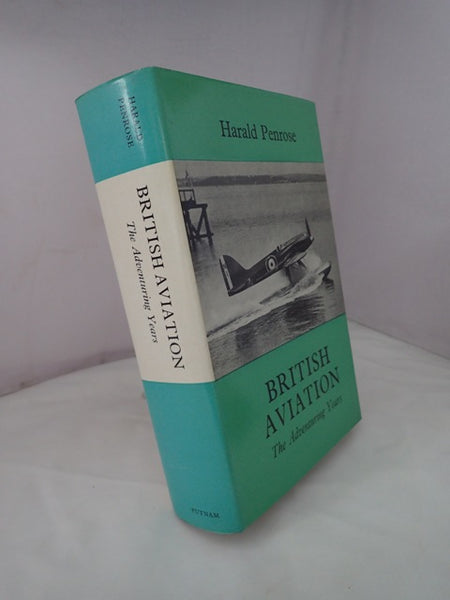 HARALD
PENROSE
BRITISH AVIATION
The Adventuring Years
PUTNAM
Harald Penrose
BRITISH
AVIATION
The Adventuring Years